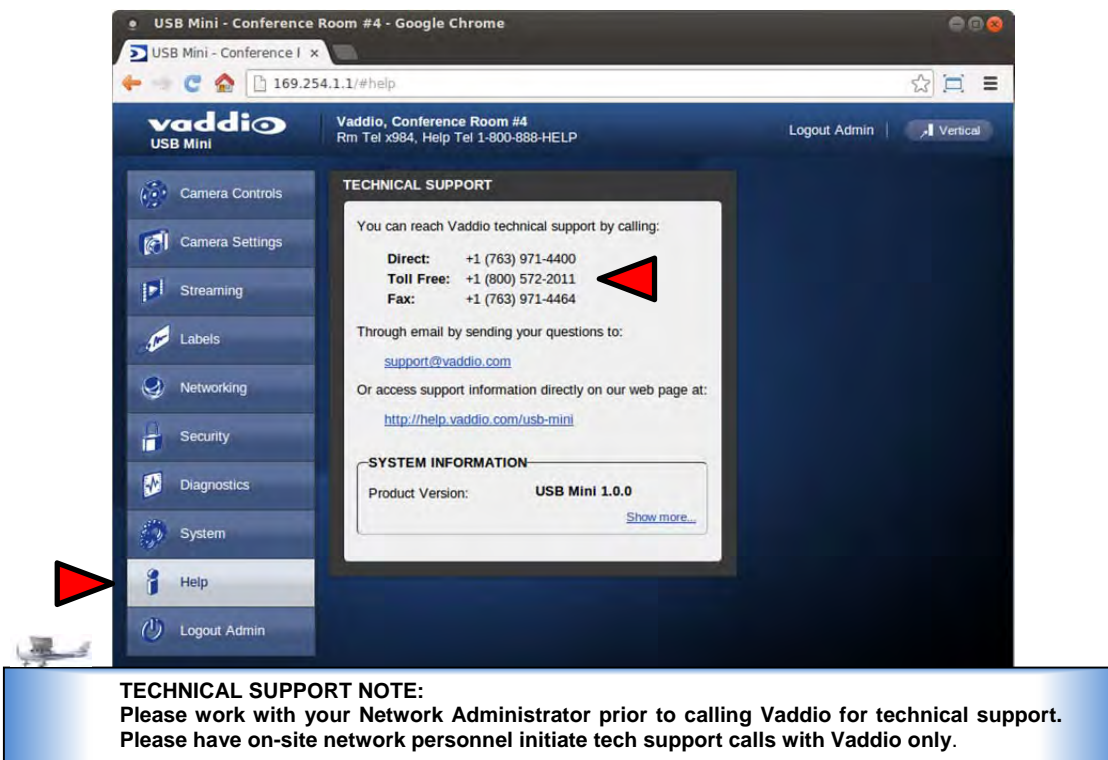 USB Mini - Conference Room #4 - Google Chrome
USB Mini - Conference I ×
169.254.1.1/#help
vaddio
USB Mini
Vaddio, Conference Room #4
Rm Tel x984, Help Tel 1-800-888-HELP
Logout Admin | Vertical
Camera Controls
Camera Settings
Streaming
Labels
Networking
Security
Diagnostics
System
Help
Logout Admin
TECHNICAL SUPPORT
You can reach Vaddio technical support by calling:
Direct: +1 (763) 971-4400
Toll Free: +1 (800) 572-2011
Fax: +1 (763) 971-4464
Through email by sending your questions to:
support@vaddio.com
Or access support information directly on our web page at:
http://help.vaddio.com/usb-mini
SYSTEM INFORMATION
Product Version: USB Mini 1.0.0
Show more...
TECHNICAL SUPPORT NOTE:
Please work with your Network Administrator prior to calling Vaddio for technical support.
Please have on-site network personnel initiate tech support calls with Vaddio only.